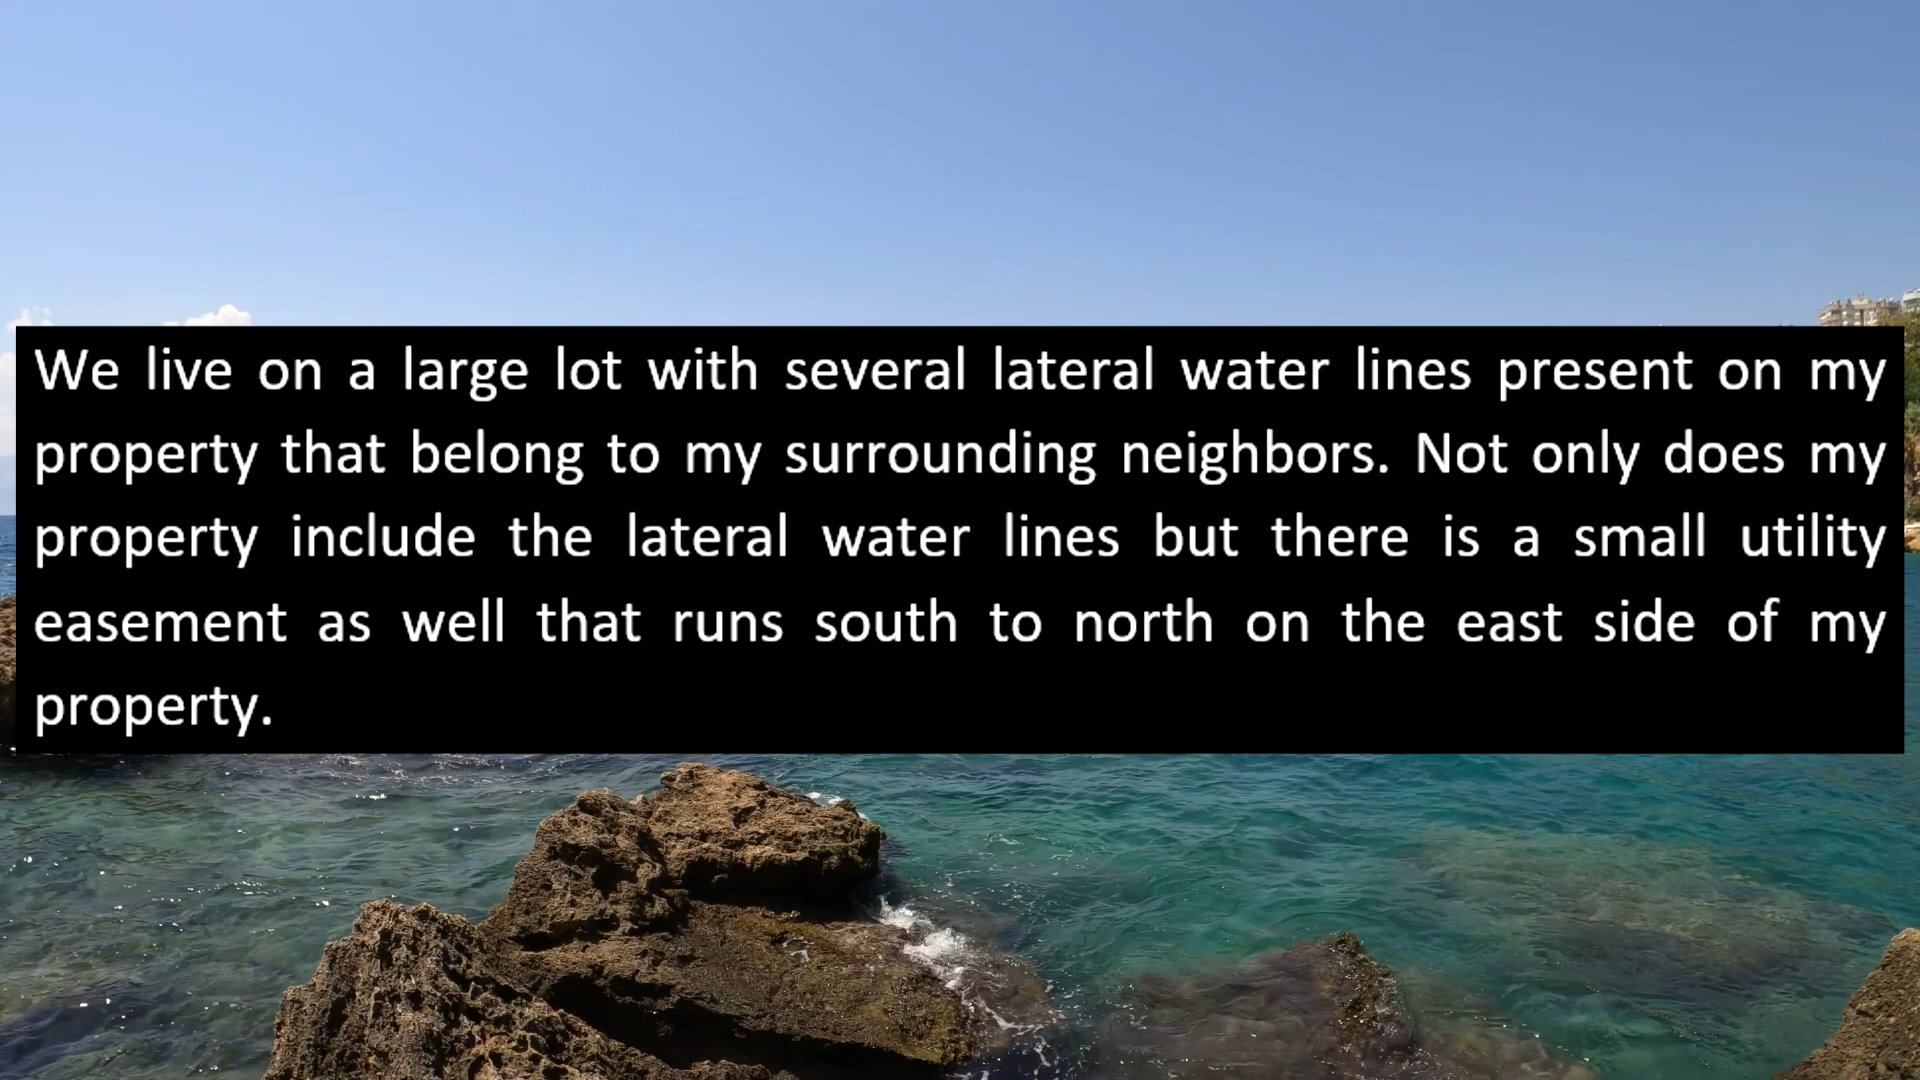 We live on a large lot with several lateral water lines present on my
property that belong to my surrounding neighbors. Not only does my
property include the lateral water lines but there is a small utility
easement as well that runs south to north on the east side of my
property.